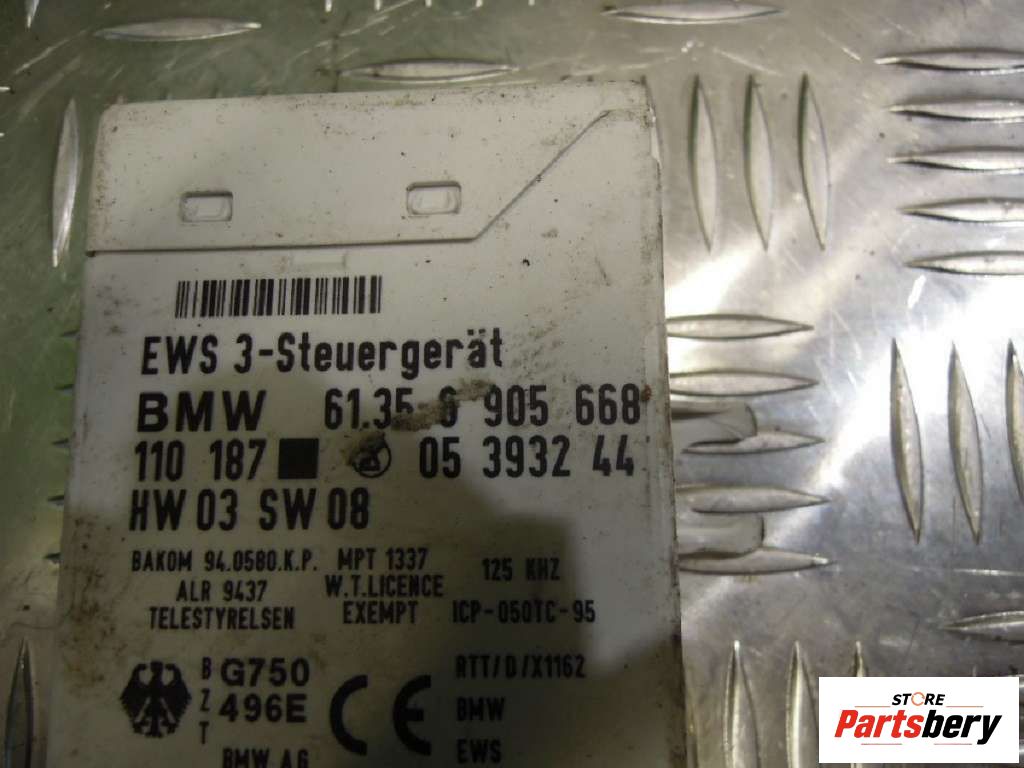 EWS 3-Steuergerät
BMW 61.35 6 905 668
110 187 05 3932 44
HW 03 SW 08
BAKOM 94.0580.K.P. MPT 1337 125 KHZ
ALR 9437 W.T.LICENCE
TELESTYRELSEN EXEMPT ICP-050TC-95
BZT G750 RTT/D/X1162
496E CE BMW
BMW AG EWS
STORE
Partsbery